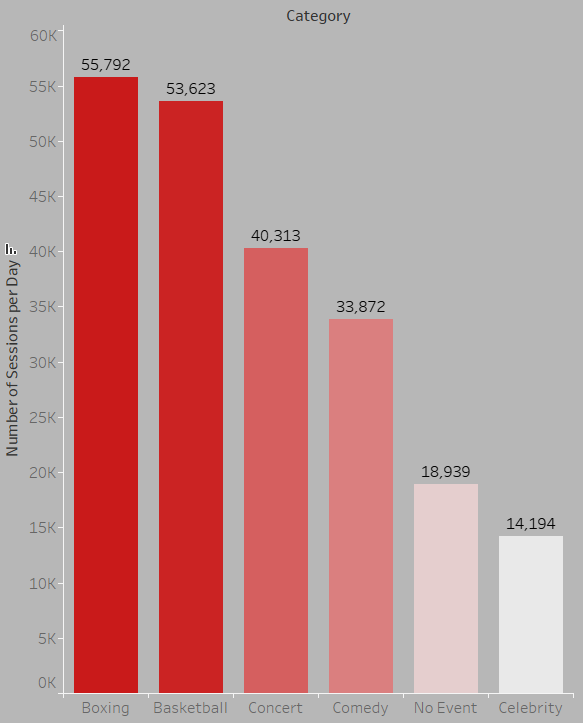 Category
Number of Sessions per Day
60K
55K
50K
45K
40K
35K
30K
25K
20K
15K
10K
5K
0K
55,792
53,623
40,313
33,872
18,939
14,194
Boxing Basketball Concert Comedy No Event Celebrity